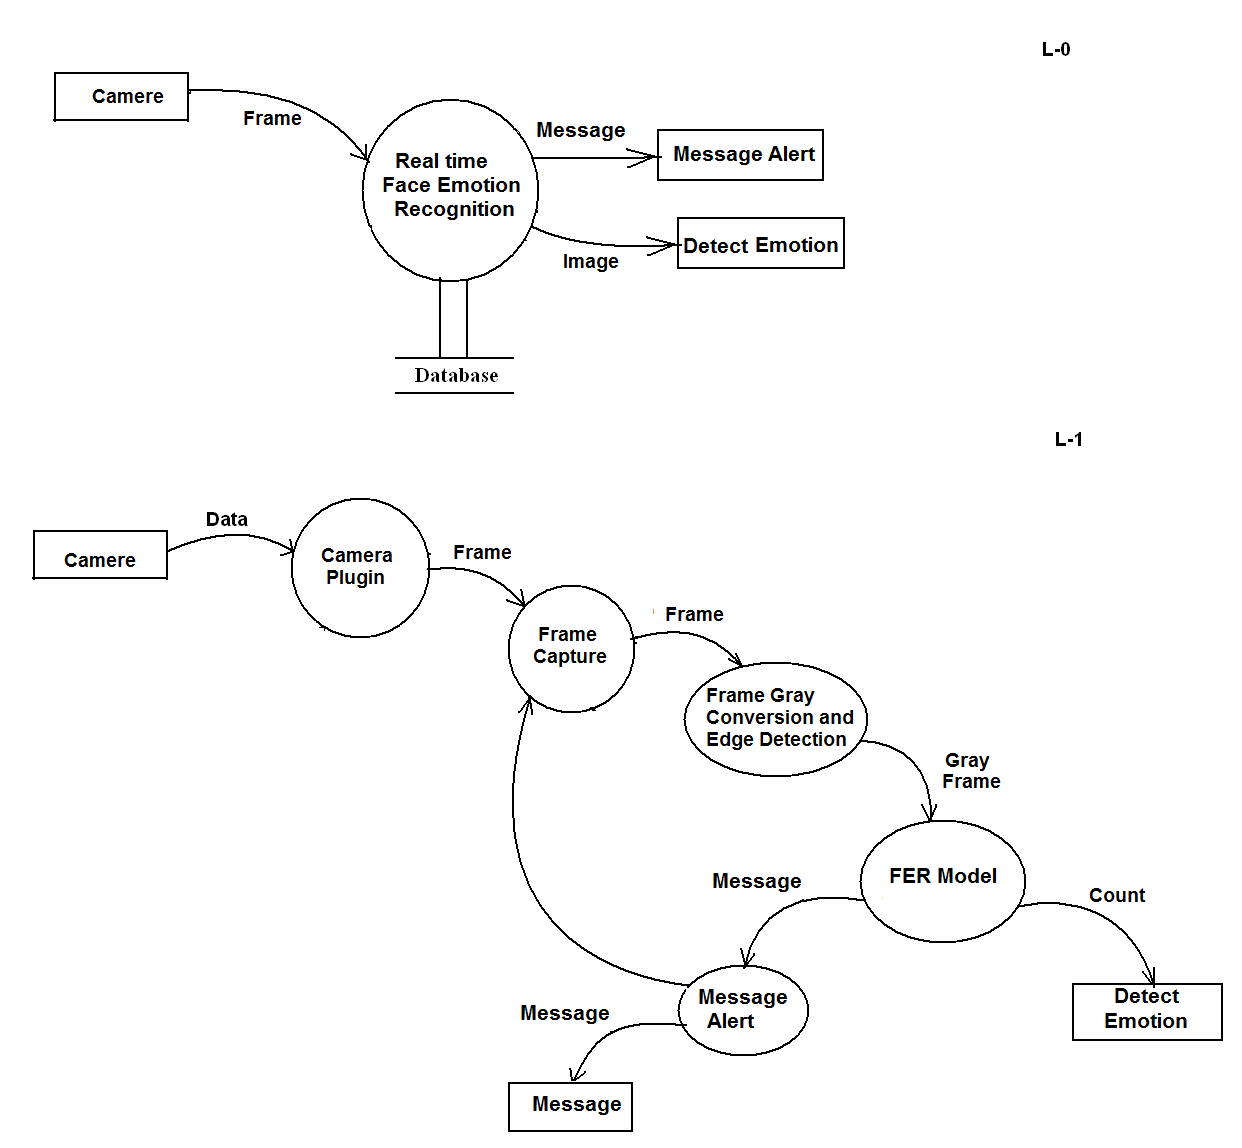 L-0
Camere
Frame
Message
Message Alert
Real time
Face Emotion
Recognition
Detect Emotion
Image
Database
L-1
Data
Camere
Camera
Plugin
Frame
Frame
Capture
Frame
Frame Gray
Conversion and
Edge Detection
Gray
Frame
FER Model
Message
Count
Message
Alert
Detect
Emotion
Message
Message